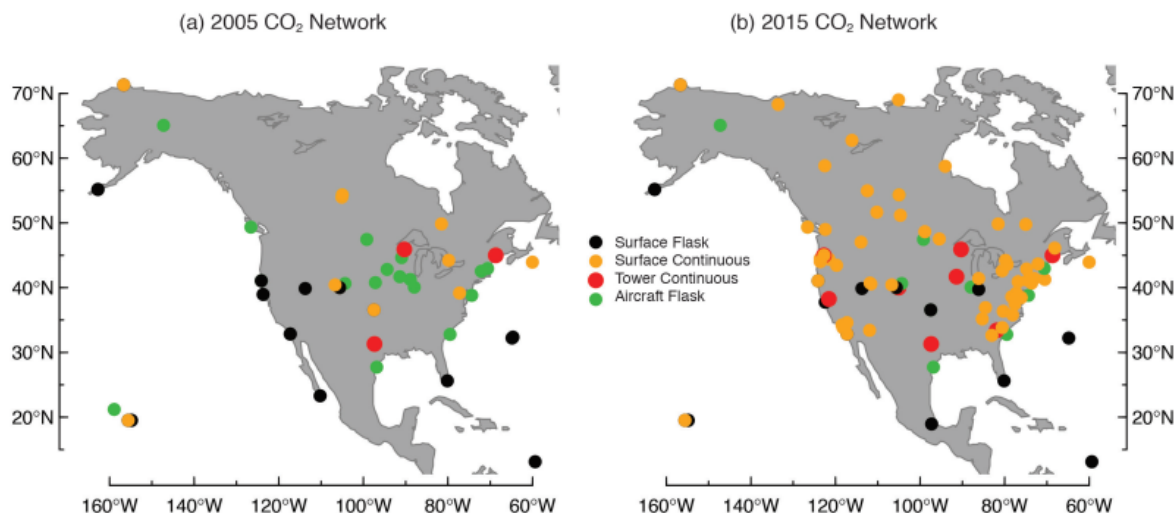 (a) 2005 CO₂ Network
(b) 2015 CO₂ Network
70°N
60°N
50°N
40°N
30°N
20°N
160°W 140°W 120°W 100°W 80°W 60°W
Surface Flask
Surface Continuous
Tower Continuous
Aircraft Flask
70°N
60°N
50°N
40°N
30°N
20°N
160°W 140°W 120°W 100°W 80°W 60°W